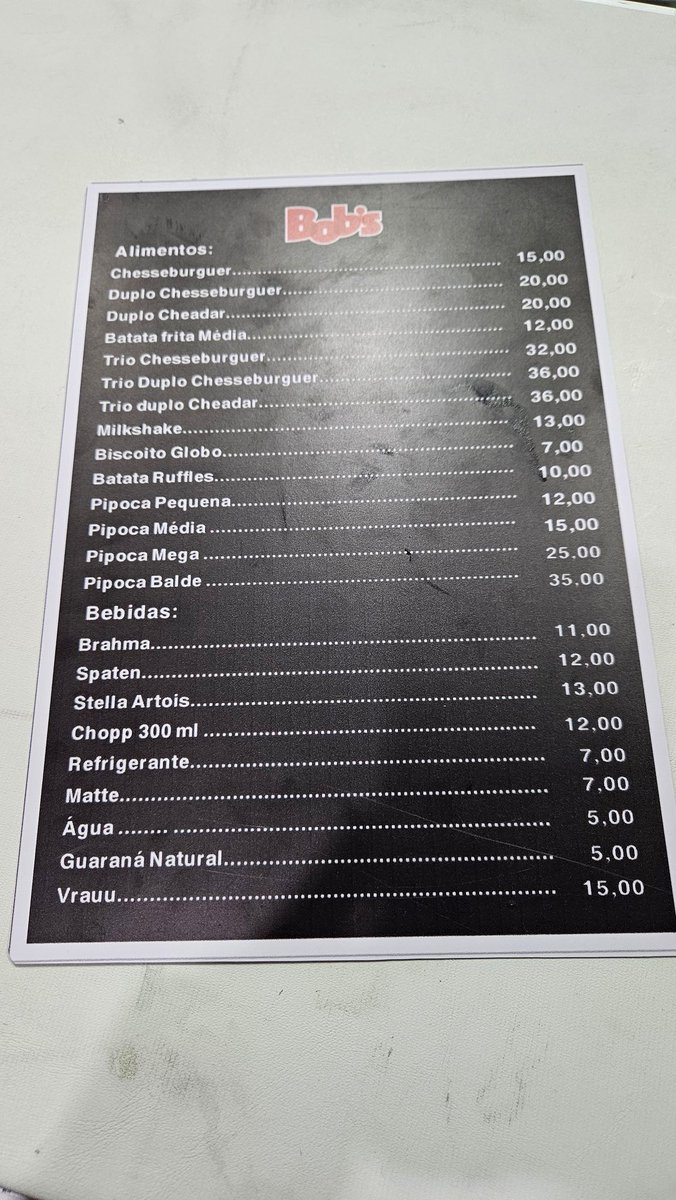 Bob's
Alimentos:
Chesseburguer.................................................... 15,00
Duplo Chesseburguer........................................... 20,00
Duplo Cheadar...................................................... 20,00
Batata frita Média.................................................. 12,00
Trio Chesseburguer............................................... 32,00
Trio Duplo Chesseburguer...................................... 36,00
Trio duplo Cheadar................................................ 36,00
Milkshake............................................................... 13,00
Biscoito Globo........................................................ 7,00
Batata Ruffles......................................................... 10,00
Pipoca Pequena...................................................... 12,00
Pipoca Média ......................................................... 15,00
Pipoca Mega .......................................................... 25,00
Pipoca Balde .......................................................... 35,00
Bebidas:
Brahma................................................................... 11,00
Spaten.................................................................... 12,00
Stella Artois............................................................ 13,00
Chopp 300 ml ........................................................ 12,00
Refrigerante............................................................ 7,00
Matte...................................................................... 7,00
Água ........ ............................................................ 5,00
Guaraná Natural..................................................... 5,00
Vrauu...................................................................... 15,00